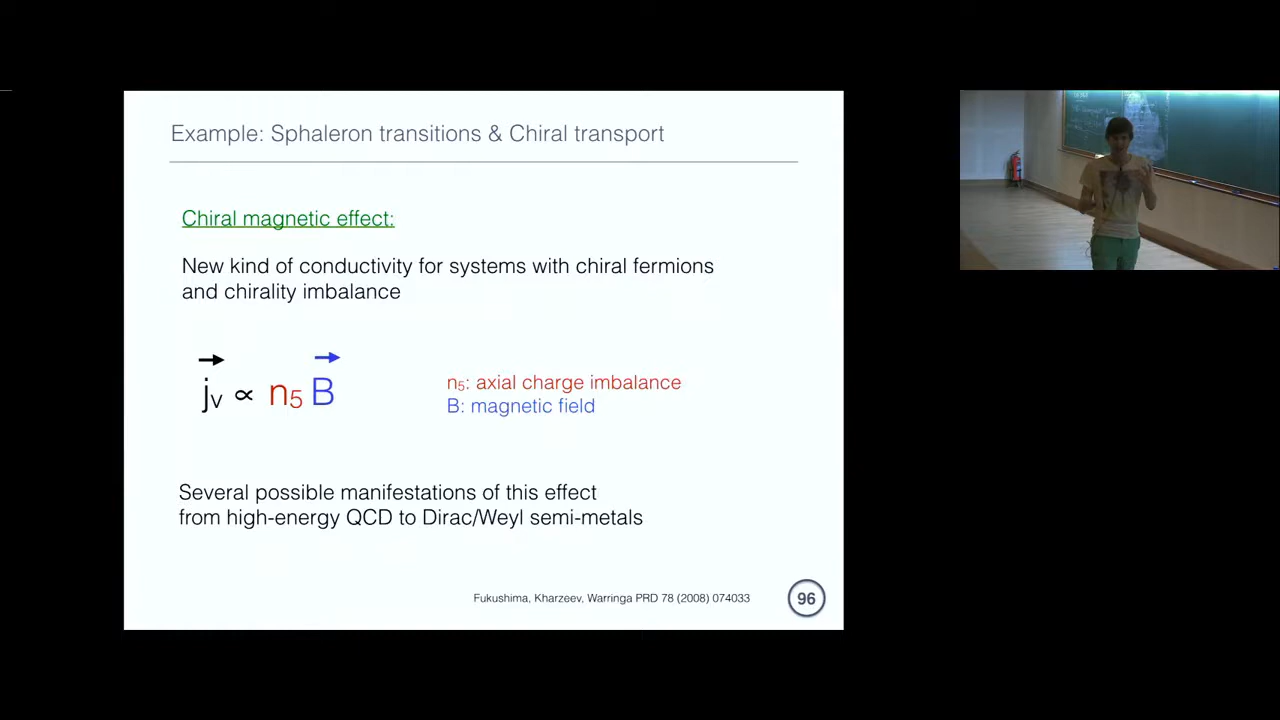 Example: Sphaleron transitions & Chiral transport
Chiral magnetic effect:
New kind of conductivity for systems with chiral fermions
and chirality imbalance
j⃗ᵥ ∝ n₅ B⃗
n₅: axial charge imbalance
B: magnetic field
Several possible manifestations of this effect
from high-energy QCD to Dirac/Weyl semi-metals
Fukushima, Kharzeev, Warringa PRD 78 (2008) 074033
96